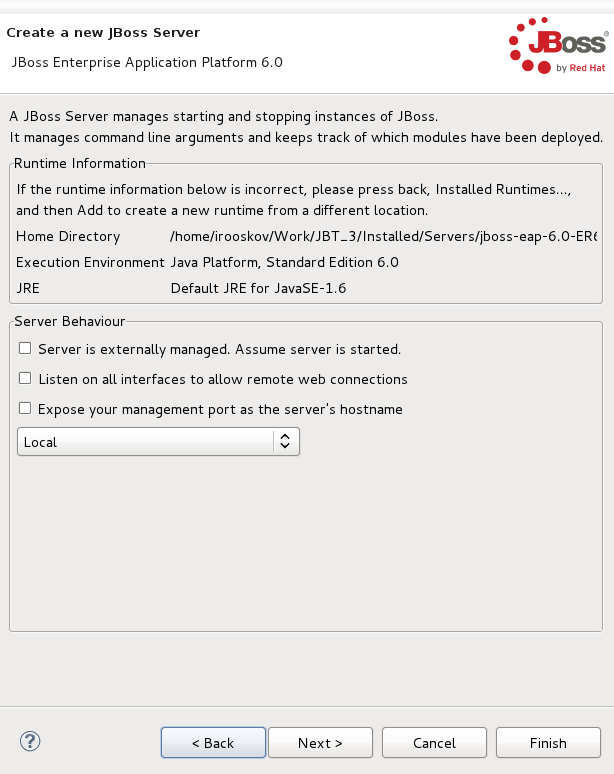 Create a new JBoss Server
JBoss Enterprise Application Platform 6.0
JBoss®
by Red Hat
A JBoss Server manages starting and stopping instances of JBoss.
It manages command line arguments and keeps track of which modules have been deployed.
Runtime Information
If the runtime information below is incorrect, please press back, Installed Runtimes...,
and then Add to create a new runtime from a different location.
Home Directory /home/irooskov/Work/JBT_3/Installed/Servers/jboss-eap-6.0-ER6
Execution Environment Java Platform, Standard Edition 6.0
JRE Default JRE for JavaSE-1.6
Server Behaviour
Server is externally managed. Assume server is started.
Listen on all interfaces to allow remote web connections
Expose your management port as the server's hostname
Local
?
< Back Next > Cancel Finish